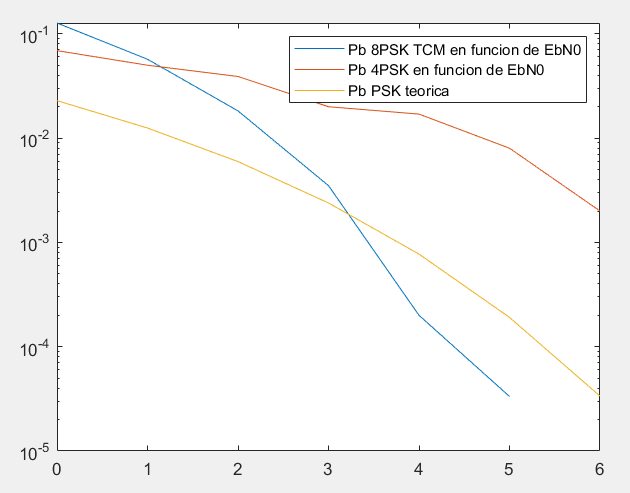 10-1
10-2
10-3
10-4
10-5
Pb 8PSK TCM en funcion de EbN0
Pb 4PSK en funcion de EbN0
Pb PSK teorica
0 1 2 3 4 5 6